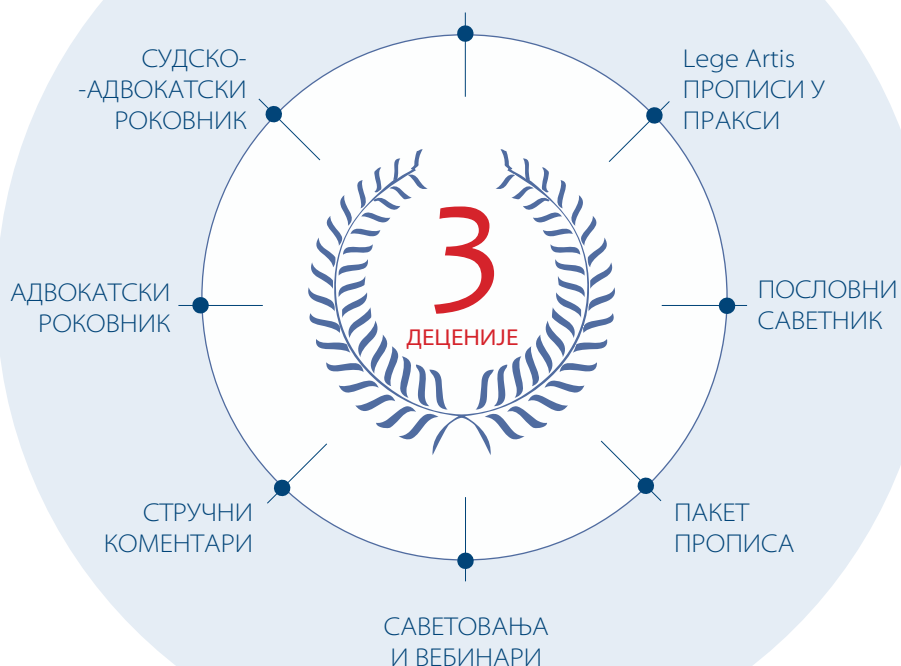 СУДСКО-
-АДВОКАТСКИ
РОКОВНИК
Lege Artis
ПРОПИСИ У
ПРАКСИ
3
ДЕЦЕНИЈЕ
АДВОКАТСКИ
РОКОВНИК
ПОСЛОВНИ
САВЕТНИК
СТРУЧНИ
КОМЕНТАРИ
ПАКЕТ
ПРОПИСА
САВЕТОВАЊА
И ВЕБИНАРИ